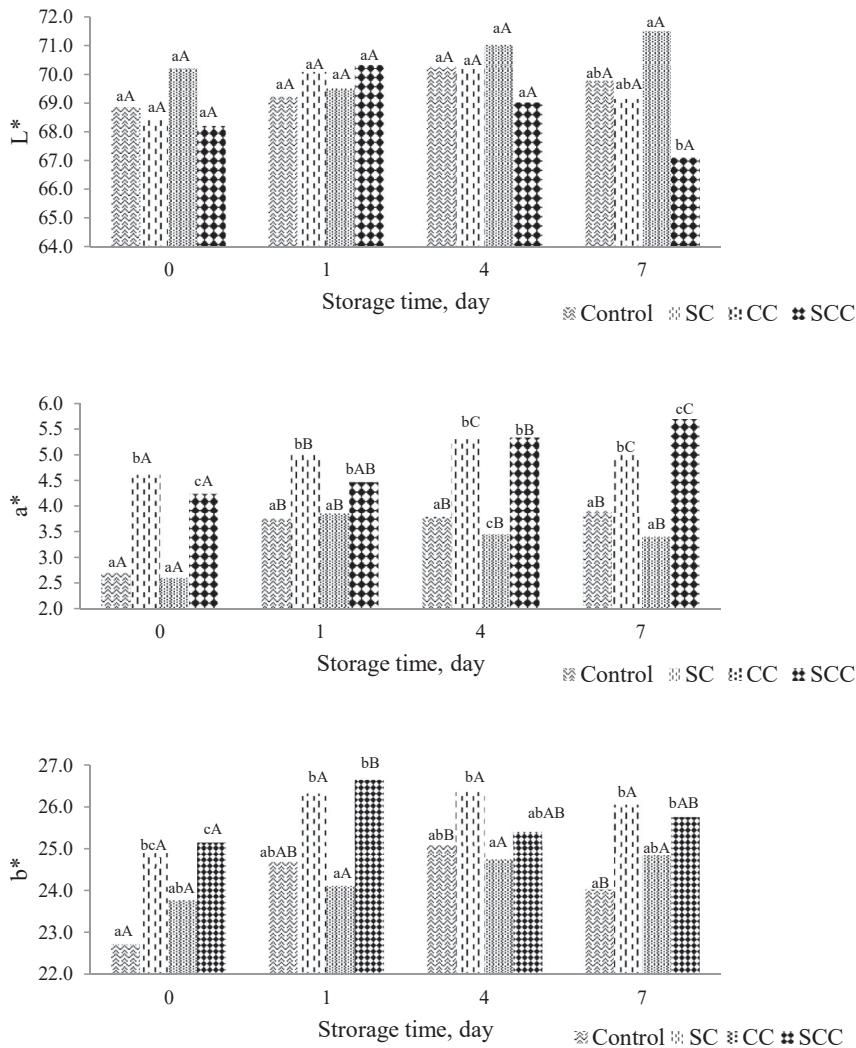 72.0
71.0
70.0
69.0
68.0
67.0
66.0
65.0
64.0
L*
aA aA aA aA
aA aA aA aA
aA aA aA aA
abA abA aA bA
0 1 4 7
Storage time, day
Control SC CC SCC
6.0
5.5
5.0
4.5
4.0
3.5
3.0
2.5
2.0
a*
aA bA aA cA
aB bB aB bAB
aB bC cB bB
aB bC aB cC
0 1 4 7
Storage time, day
Control SC CC SCC
27.0
26.0
25.0
24.0
23.0
22.0
b*
aA bcA abA cA
abAB bA aA bB
abB bA aA abAB
aB bA abA bAB
0 1 4 7
Strorage time, day
Control SC CC SCC